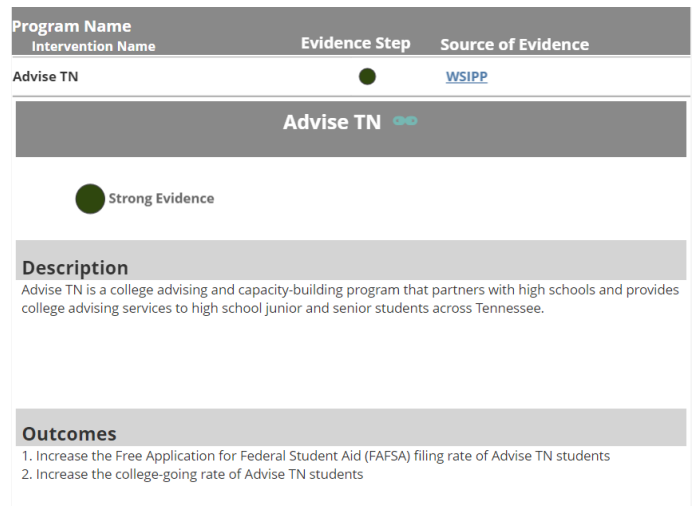 Program Name
Intervention Name Evidence Step Source of Evidence
Advise TN WSIPP
Advise TN
Strong Evidence
Description
Advise TN is a college advising and capacity-building program that partners with high schools and provides
college advising services to high school junior and senior students across Tennessee.
Outcomes
1. Increase the Free Application for Federal Student Aid (FAFSA) filing rate of Advise TN students
2. Increase the college-going rate of Advise TN students